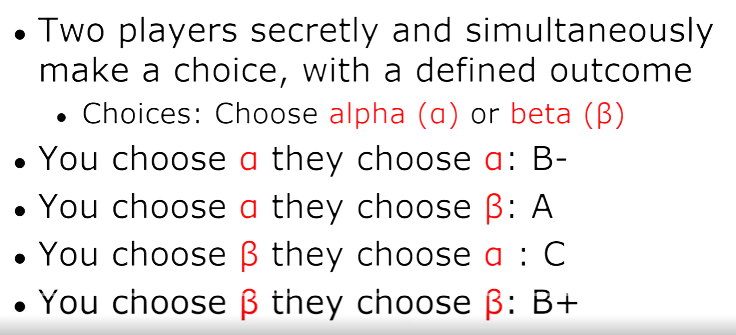 • Two players secretly and simultaneously
make a choice, with a defined outcome
• Choices: Choose alpha (α) or beta (β)
• You choose α they choose α: B-
• You choose α they choose β: A
• You choose β they choose α : C
• You choose β they choose β: B+